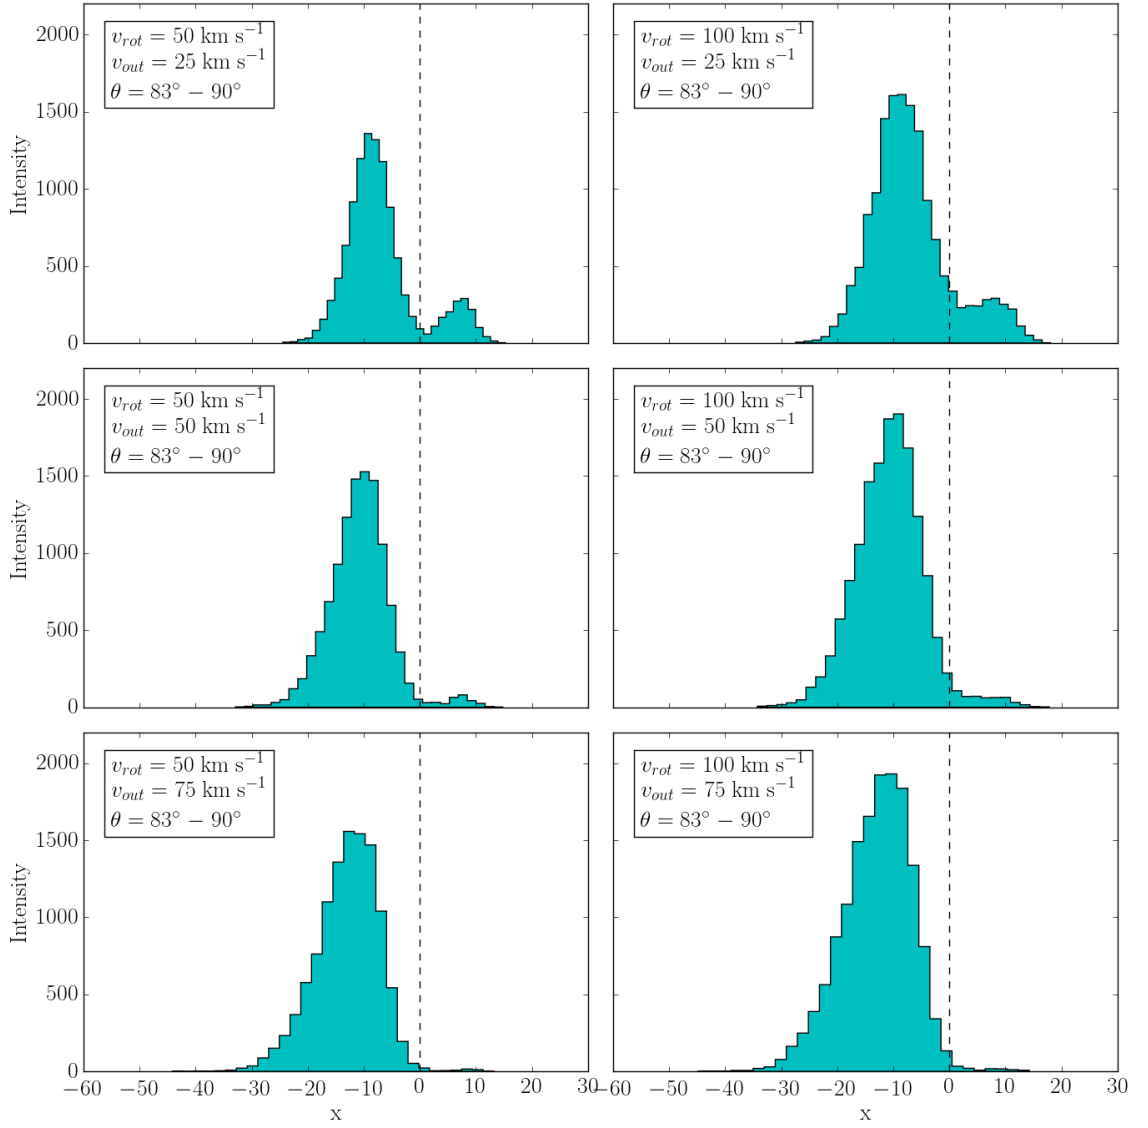 2000
1500
1000
500
0
Intensity
v_rot = 50 km s⁻¹
v_out = 25 km s⁻¹
θ = 83° − 90°
v_rot = 100 km s⁻¹
v_out = 25 km s⁻¹
θ = 83° − 90°
2000
1500
1000
500
0
Intensity
v_rot = 50 km s⁻¹
v_out = 50 km s⁻¹
θ = 83° − 90°
v_rot = 100 km s⁻¹
v_out = 50 km s⁻¹
θ = 83° − 90°
2000
1500
1000
500
0
Intensity
v_rot = 50 km s⁻¹
v_out = 75 km s⁻¹
θ = 83° − 90°
v_rot = 100 km s⁻¹
v_out = 75 km s⁻¹
θ = 83° − 90°
−60 −50 −40 −30 −20 −10 0 10 20 30
−60 −50 −40 −30 −20 −10 0 10 20 30
x
x